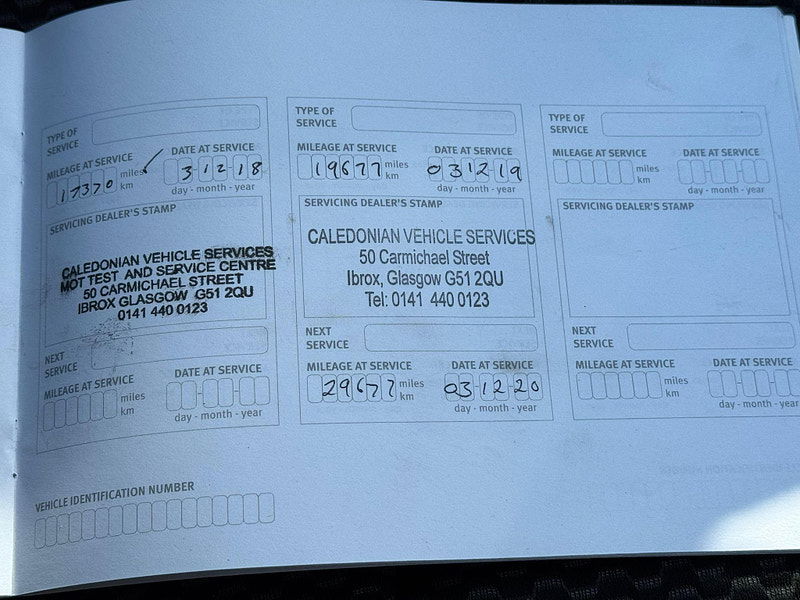 TYPE OF
SERVICE
MILEAGE AT SERVICE
17370 miles
km
DATE AT SERVICE
3-12-18
day - month - year
SERVICING DEALER'S STAMP
CALEDONIAN VEHICLE SERVICES
MOT TEST AND SERVICE CENTRE
50 CARMICHAEL STREET
IBROX GLASGOW G51 2QU
0141 440 0123
NEXT
SERVICE
MILEAGE AT SERVICE
miles
km
DATE AT SERVICE
day - month - year
TYPE OF
SERVICE
MILEAGE AT SERVICE
19677 miles
km
DATE AT SERVICE
03 12 19
day - month - year
SERVICING DEALER'S STAMP
CALEDONIAN VEHICLE SERVICES
50 Carmichael Street
Ibrox, Glasgow G51 2QU
Tel: 0141 440 0123
NEXT
SERVICE
MILEAGE AT SERVICE
29677 miles
km
DATE AT SERVICE
03-12-20
day - month - year
TYPE OF
SERVICE
MILEAGE AT SERVICE
miles
km
DATE AT SERVICE
day - month - year
SERVICING DEALER'S STAMP
NEXT
SERVICE
MILEAGE AT SERVICE
miles
km
DATE AT SERVICE
day - month - year
VEHICLE IDENTIFICATION NUMBER